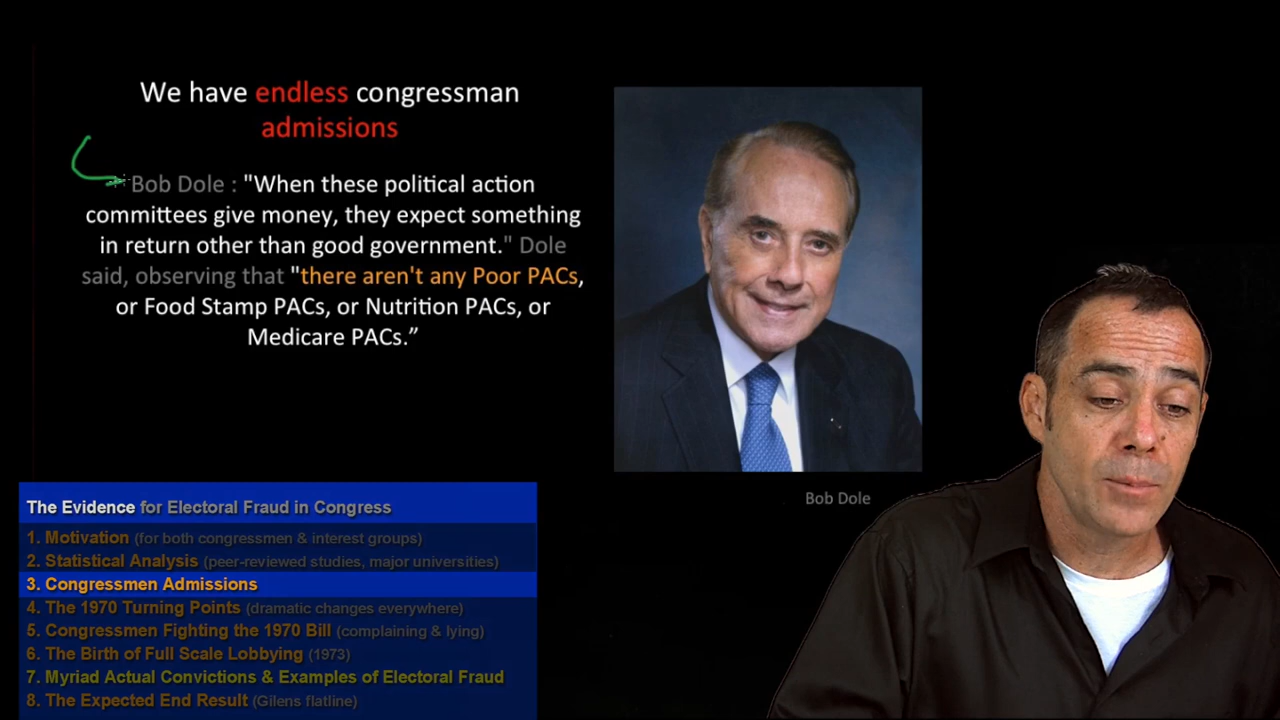 We have endless congressman
admissions
Bob Dole : "When these political action
committees give money, they expect something
in return other than good government." Dole
said, observing that "there aren't any Poor PACs,
or Food Stamp PACs, or Nutrition PACs, or
Medicare PACs.”
Bob Dole
The Evidence for Electoral Fraud in Congress
1. Motivation (for both congressmen & interest groups)
2. Statistical Analysis (peer-reviewed studies, major universities)
3. Congressmen Admissions
4. The 1970 Turning Points (dramatic changes everywhere)
5. Congressmen Fighting the 1970 Bill (complaining & lying)
6. The Birth of Full Scale Lobbying (1973)
7. Myriad Actual Convictions & Examples of Electoral Fraud
8. The Expected End Result (Gilens flatline)